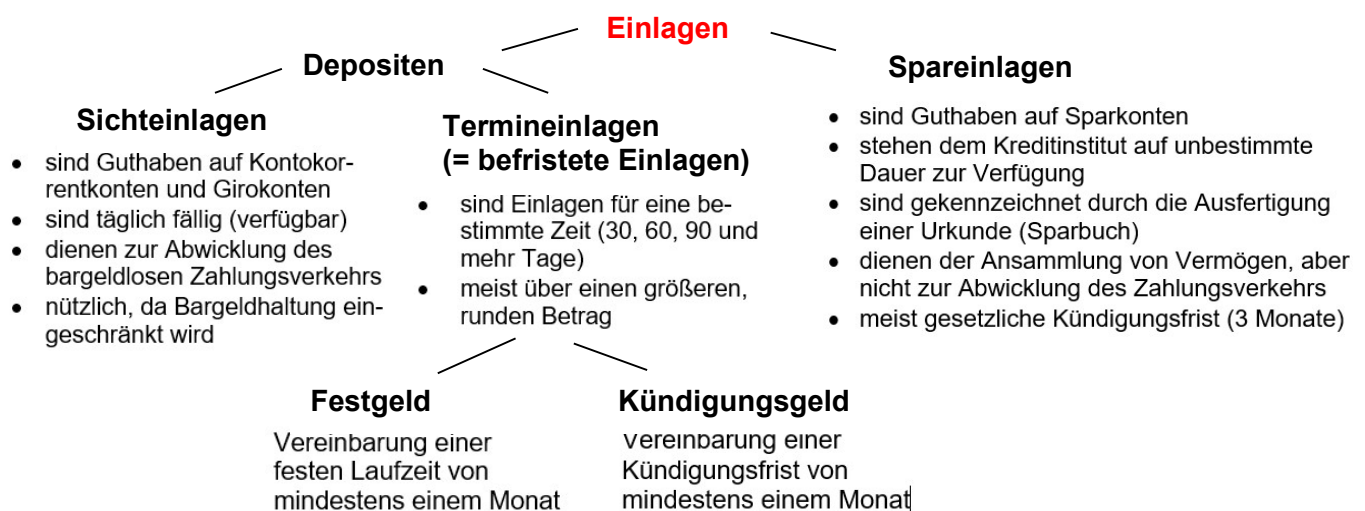 Einlagen
Depositen
Sichteinlagen
• sind Guthaben auf Kontokor-
rentkonten und Girokonten
• sind täglich fällig (verfügbar)
• dienen zur Abwicklung des
bargeldlosen Zahlungsverkehrs
• nützlich, da Bargeldhaltung ein-
geschränkt wird
Termineinlagen
(= befristete Einlagen)
• sind Einlagen für eine be-
stimmte Zeit (30, 60, 90 und
mehr Tage)
• meist über einen größeren,
runden Betrag
Festgeld
Vereinbarung einer
festen Laufzeit von
mindestens einem Monat
Kündigungsgeld
Vereinbarung einer
Kündigungsfrist von
mindestens einem Monat
Spareinlagen
• sind Guthaben auf Sparkonten
• stehen dem Kreditinstitut auf unbestimmte
Dauer zur Verfügung
• sind gekennzeichnet durch die Ausfertigung
einer Urkunde (Sparbuch)
• dienen der Ansammlung von Vermögen, aber
nicht zur Abwicklung des Zahlungsverkehrs
• meist gesetzliche Kündigungsfrist (3 Monate)